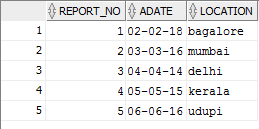 REPORT_NO ADATE LOCATION
1 1 02-02-18 bagalore
2 2 03-03-16 mumbai
3 3 04-04-14 delhi
4 4 05-05-15 kerala
5 5 06-06-16 udupi